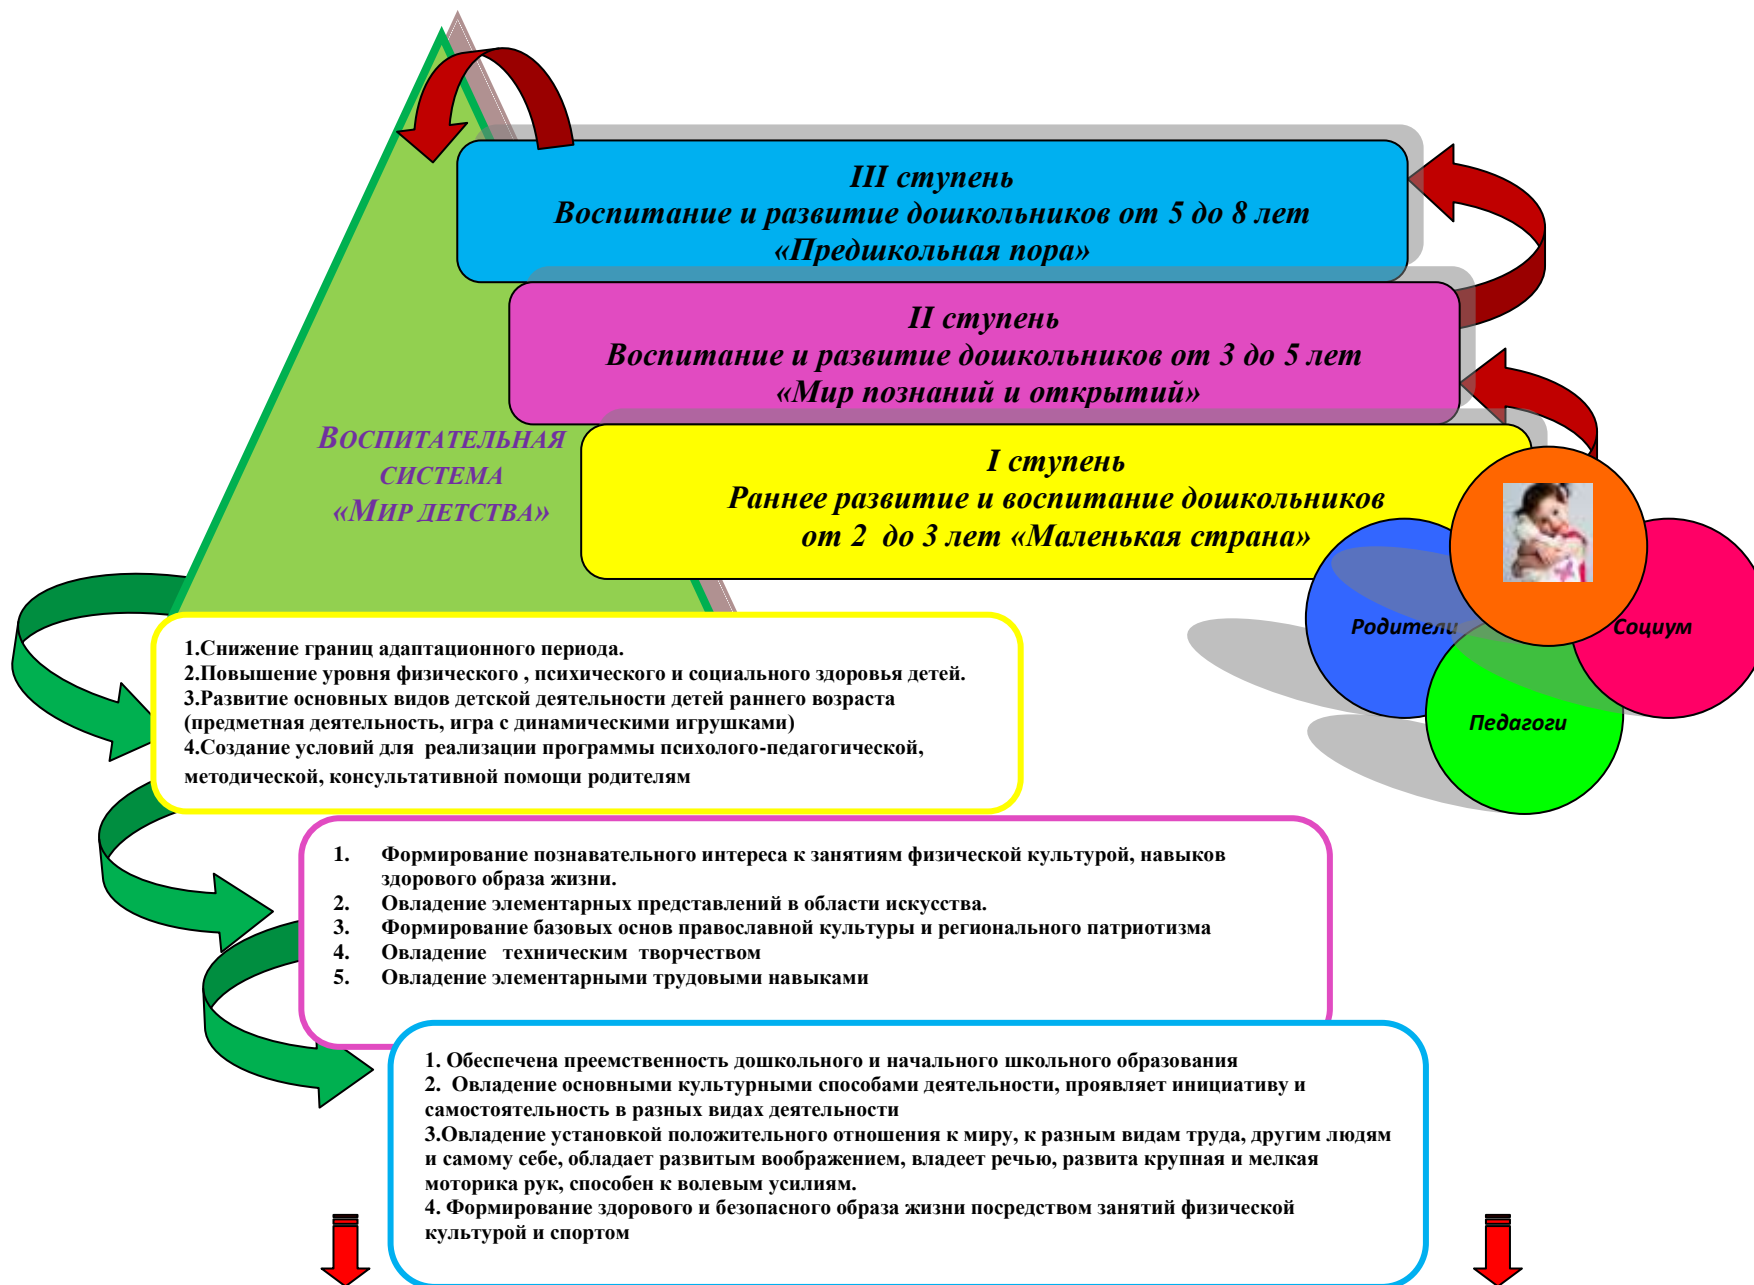 III ступень
Воспитание и развитие дошкольников от 5 до 8 лет
«Предшкольная пора»
II ступень
Воспитание и развитие дошкольников от 3 до 5 лет
«Мир познаний и открытий»
ВОСПИТАТЕЛЬНАЯ
СИСТЕМА
«МИР ДЕТСТВА»
I ступень
Раннее развитие и воспитание дошкольников
от 2  до 3 лет «Маленькая страна»
Родители
Социум
Педагоги
1.Снижение границ адаптационного периода.
2.Повышение уровня физического , психического и социального здоровья детей.
3.Развитие основных видов детской деятельности детей раннего возраста
(предметная деятельность, игра с динамическими игрушками)
4.Создание условий для  реализации программы психолого-педагогической,
методической, консультативной помощи родителям
1. Формирование познавательного интереса к занятиям физической культурой, навыков
здорового образа жизни.
2. Овладение элементарных представлений в области искусства.
3. Формирование базовых основ православной культуры и регионального патриотизма
4. Овладение   техническим  творчеством
5. Овладение элементарными трудовыми навыками
1. Обеспечена преемственность дошкольного и начального школьного образования
2.  Овладение основными культурными способами деятельности, проявляет инициативу и
самостоятельность в разных видах деятельности
3.Овладение установкой положительного отношения к миру, к разным видам труда, другим людям
и самому себе, обладает развитым воображением, владеет речью, развита крупная и мелкая
моторика рук, способен к волевым усилиям.
4. Формирование здорового и безопасного образа жизни посредством занятий физической
культурой и спортом